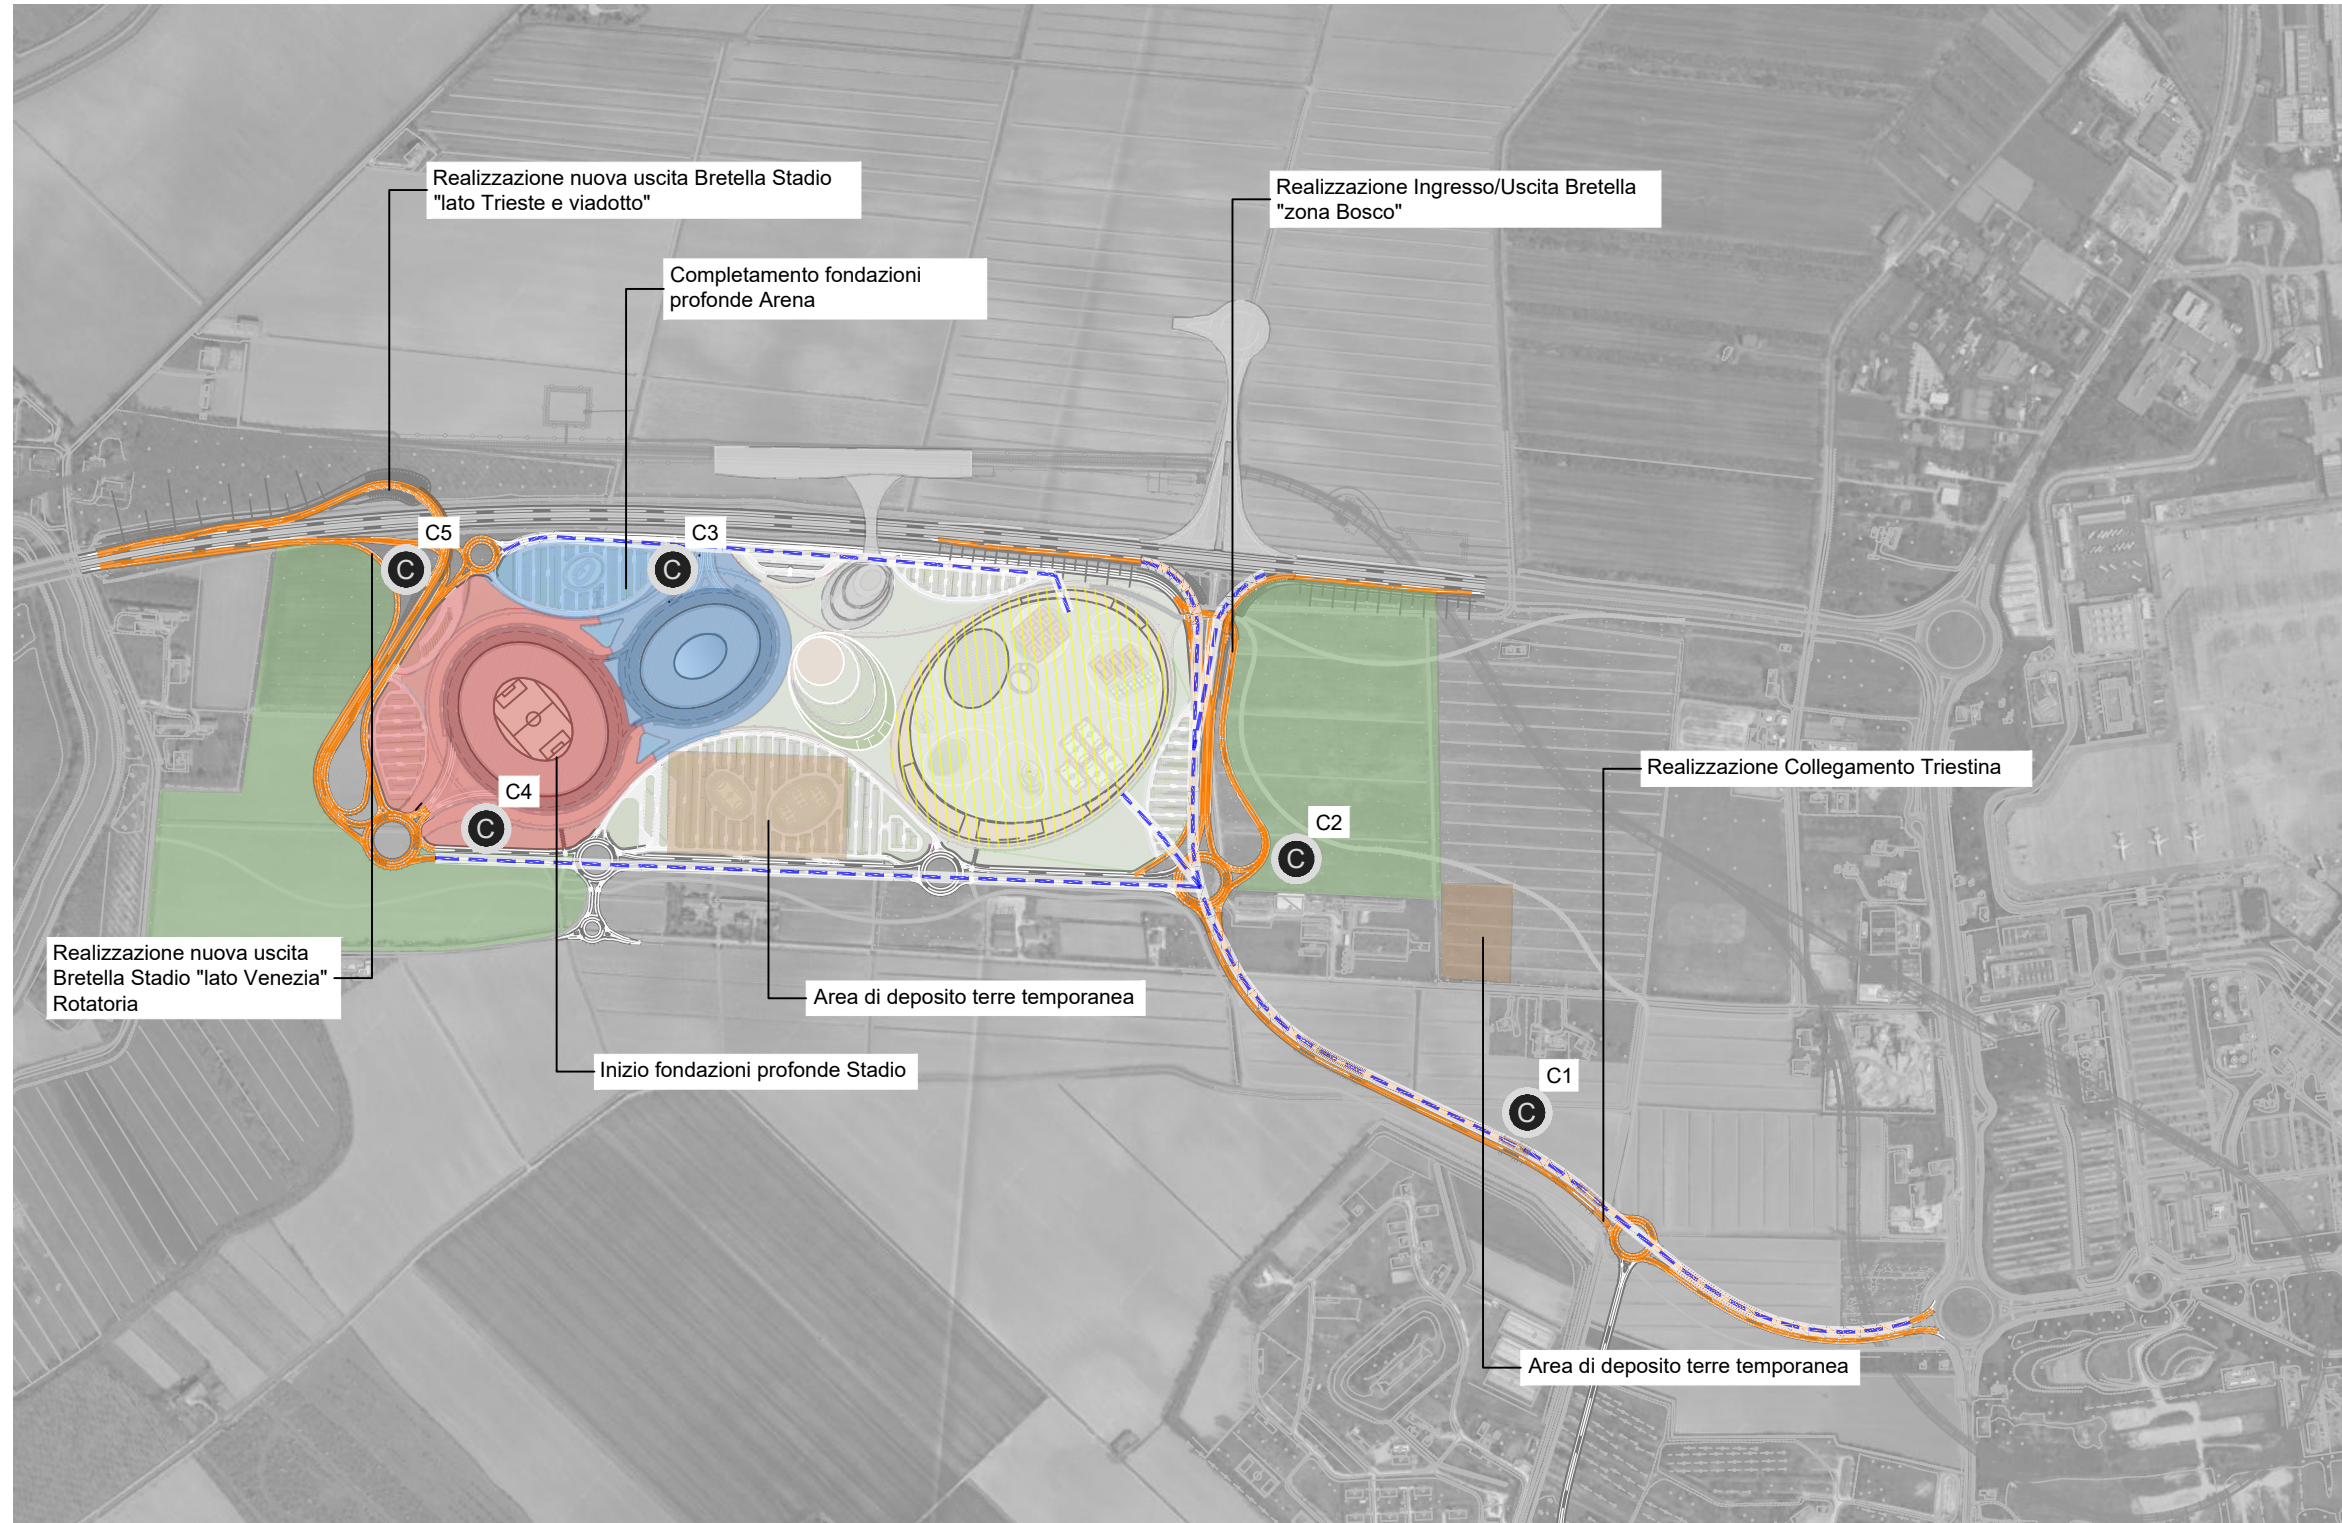 Realizzazione nuova uscita Bretella Stadio
"lato Trieste e viadotto"
Realizzazione Ingresso/Uscita Bretella
"zona Bosco"
Completamento fondazioni
profonde Arena
C5
C
C3
C
C4
C
C2
C
Realizzazione Collegamento Triestina
Realizzazione nuova uscita
Bretella Stadio "lato Venezia"
Rotatoria
Area di deposito terre temporanea
Inizio fondazioni profonde Stadio
C1
C
Area di deposito terre temporanea